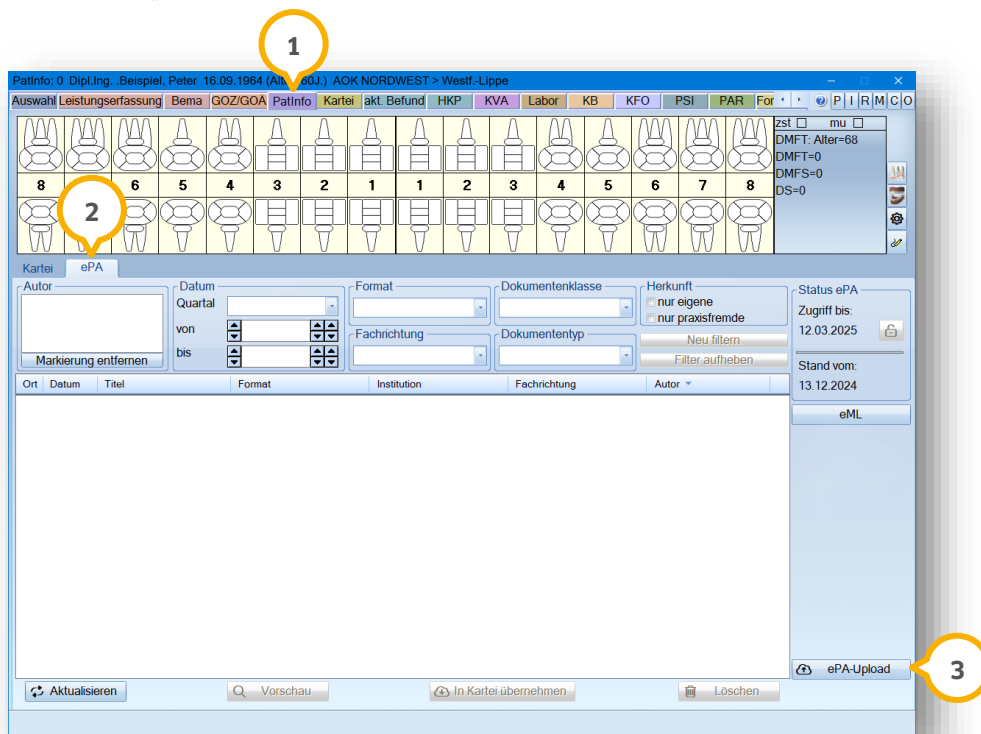 1
PatInfo: 0 Dipl.Ing. .Beispiel, Peter 16.09.1964 (Alt 60J.) AOK NORDWEST > Westf.-Lippe
Auswahl Leistungserfassung Bema GOZ/GOÄ PatInfo Kartei akt. Befund HKP KVA Labor KB KFO PSI PAR For P I R M C O
zst mu
DMFT: Alter=68
DMFT=0
DMFS=0
DS=0
8 6 5 4 3 2 1 1 2 3 4 5 6 7 8
2
Kartei ePA
Autor Datum Format Dokumentenklasse Herkunft Status ePA
Quartal nur eigene Zugriff bis:
nur praxisfremde
von 12.03.2025
Fachrichtung Dokumententyp Neu filtern
bis
Markierung entfernen Filter aufheben Stand vom:
Ort Datum Titel Format Institution Fachrichtung Autor 13.12.2024
eML
ePA-Upload 3
Aktualisieren Vorschau In Kartei übernehmen Löschen